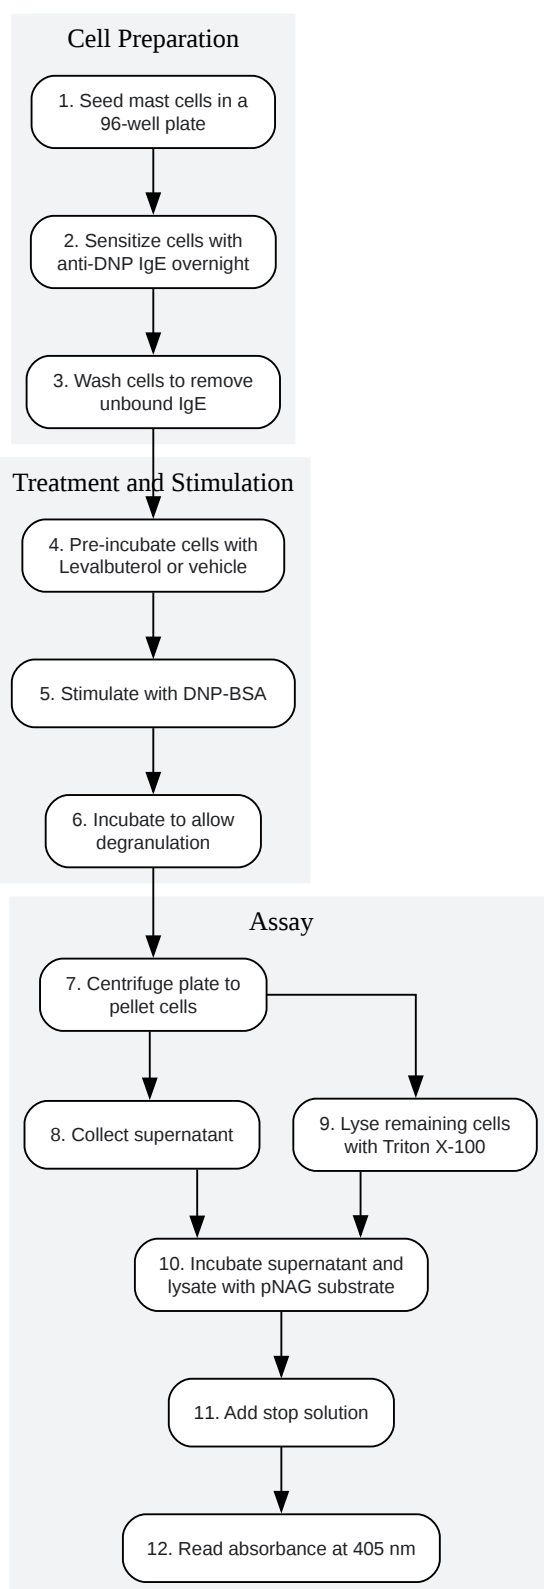 Cell Preparation
1. Seed mast cells in a
96-well plate
2. Sensitize cells with
anti-DNP IgE overnight
3. Wash cells to remove
unbound IgE
Treatment and Stimulation
4. Pre-incubate cells with
Levalbuterol or vehicle
5. Stimulate with DNP-BSA
6. Incubate to allow
degranulation
Assay
7. Centrifuge plate to
pellet cells
8. Collect supernatant
9. Lyse remaining cells
with Triton X-100
10. Incubate supernatant and
lysate with pNAG substrate
11. Add stop solution
12. Read absorbance at 405 nm